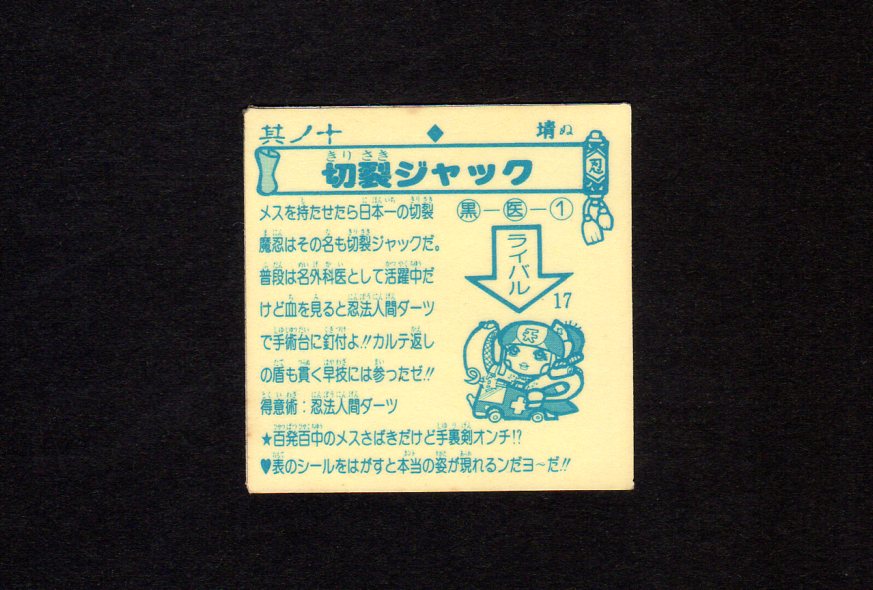 其ノ十 ◆ 堉ぬ
きりさき
切裂ジャック
忍
メスを持たせたら日本一の切裂
魔忍はその名も切裂ジャックだ。
普段は名外科医として活躍中だ
けど血を見ると忍法人間ダーツ
で手術台に釘付よ!!カルテ返し
の盾も貫く早技には参ったゼ!!
得意術：忍法人間ダーツ
★百発百中のメスさばきだけど手裏剣オンチ!?
♥表のシールをはがすと本当の姿が現れるンだヨ〜だ!!
黒―医―1
ライバル
17